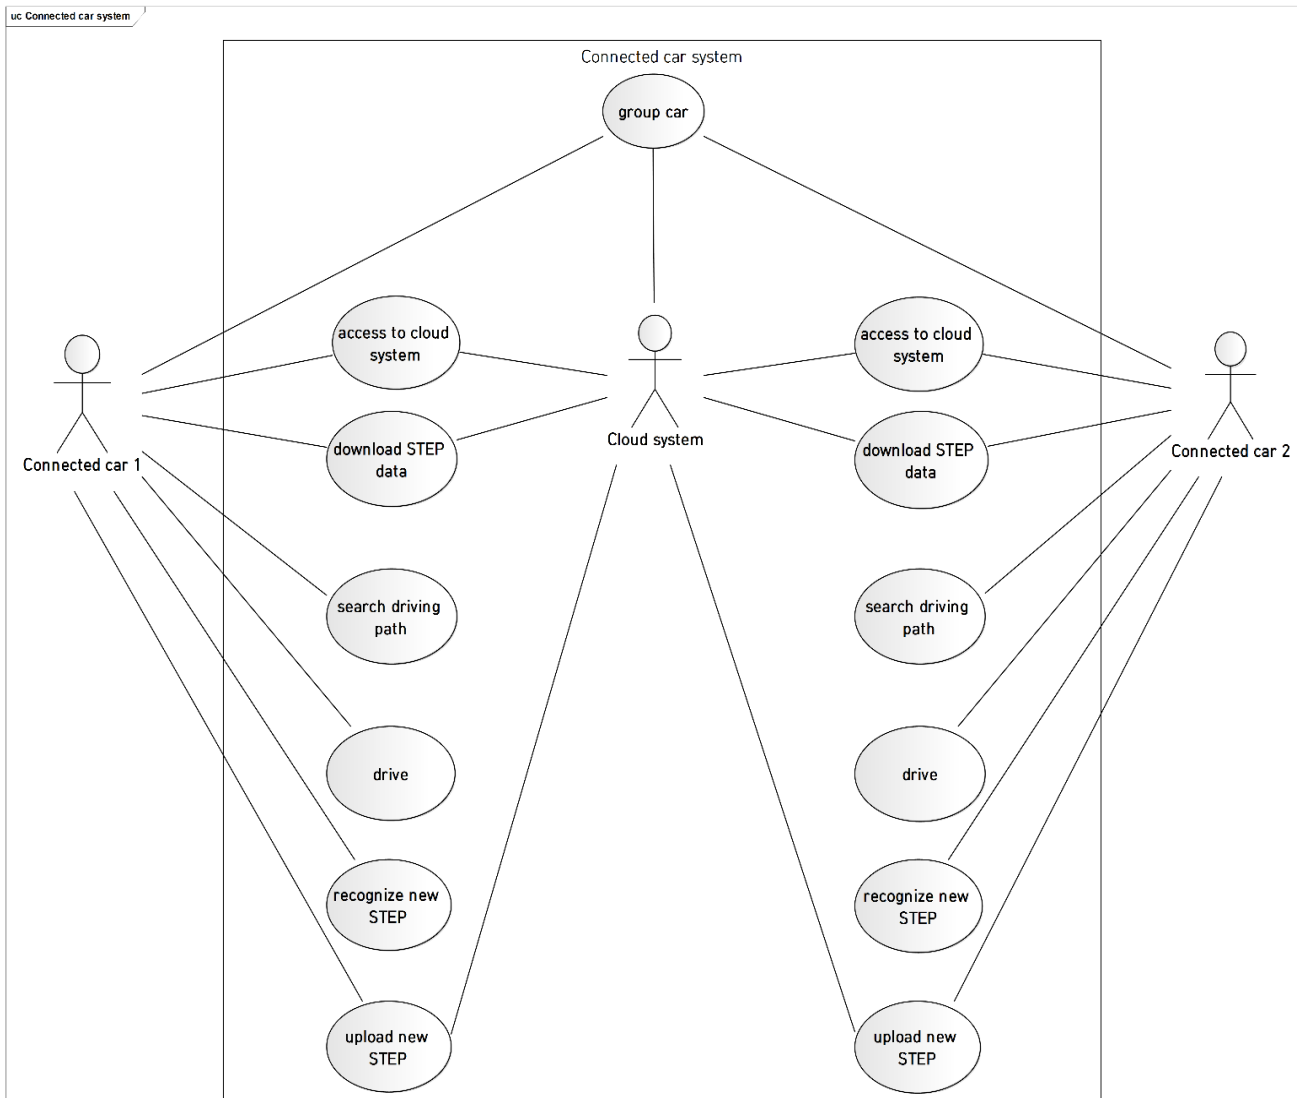 uc Connected car system
Connected car system
group car
access to cloud
system
access to cloud
system
Cloud system
Connected car 1
Connected car 2
download STEP
data
download STEP
data
search driving
path
search driving
path
drive
drive
recognize new
STEP
recognize new
STEP
upload new
STEP
upload new
STEP